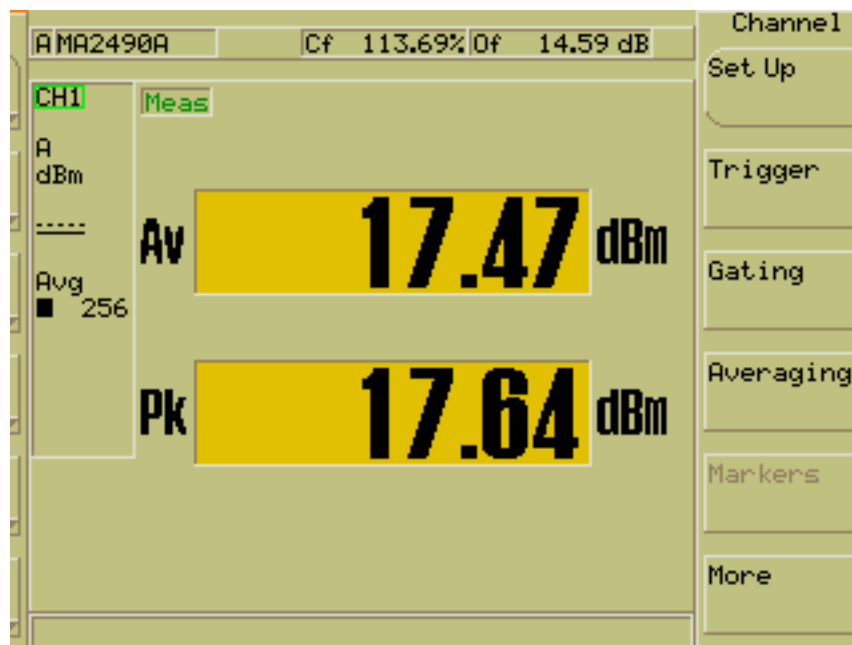 A MA2490A Cf 113.69% Of 14.59 dB
CH1
Meas
A
dBm
-----
Avg
256
Av 17.47 dBm
Pk 17.64 dBm
Channel
Set Up
Trigger
Gating
Averaging
Markers
More